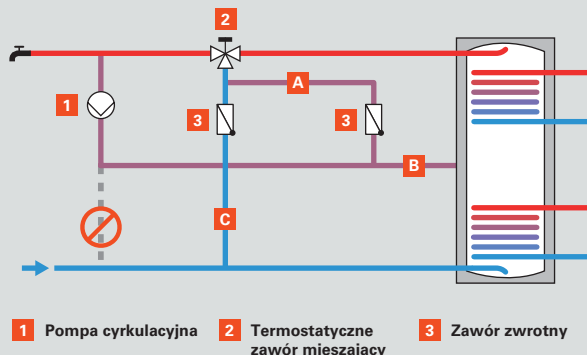 2
A
1
3
3
B
C
1 Pompa cyrkulacyjna
2 Termostatyczne
zawór mieszający
3 Zawór zwrotny